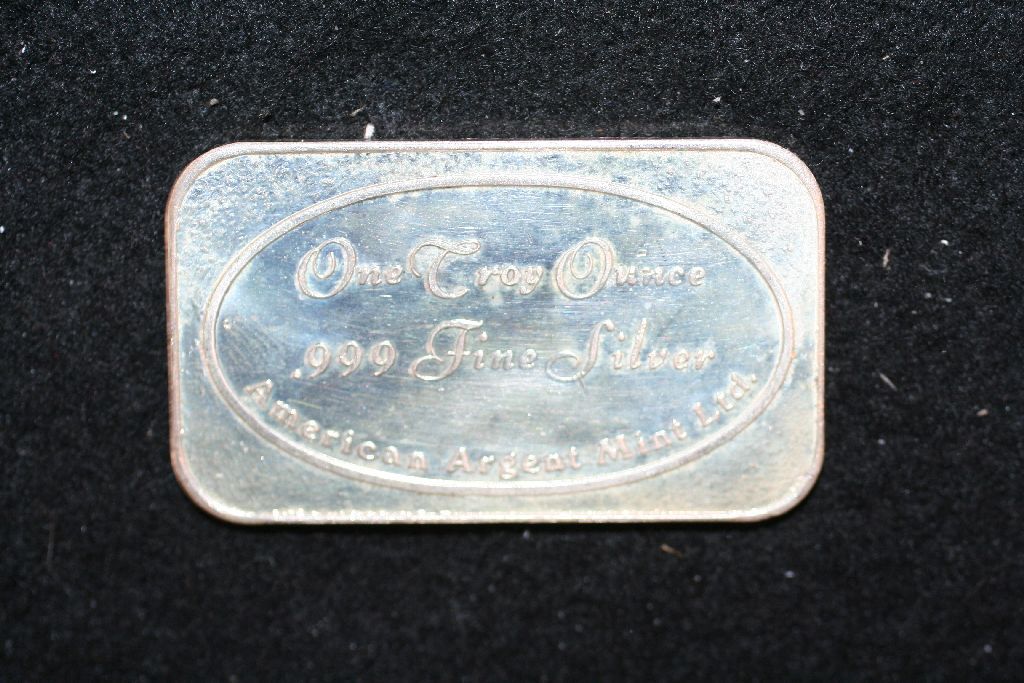 One Troy Ounce
.999 Fine Silver
American Argent Mint Ltd.